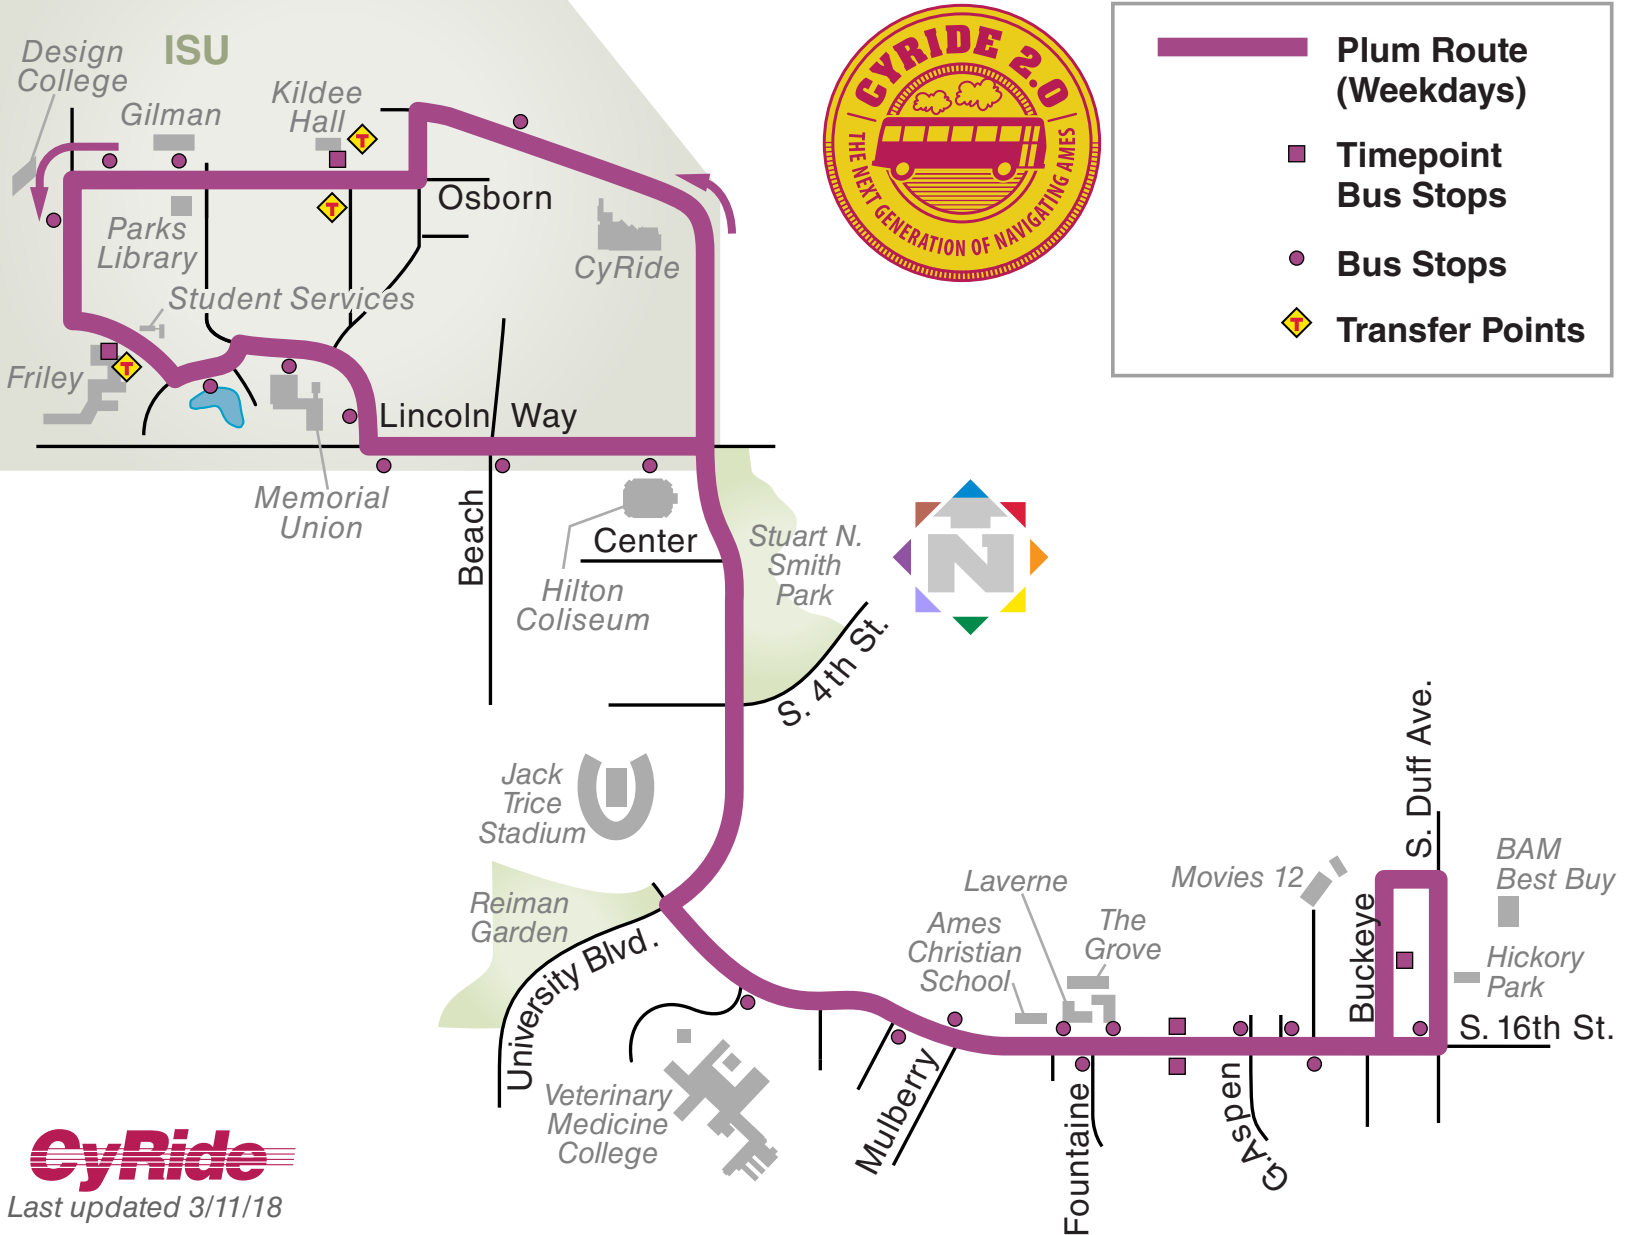 Design
College
ISU
Gilman
Kildee
Hall
T
T
Osborn
Parks
Library
CyRide
Student Services
Friley
T
Lincoln Way
Memorial
Union
Beach
Center
Hilton
Coliseum
Stuart N.
Smith
Park
S. 4th St.
N
CYRIDE 2.0
THE NEXT GENERATION OF NAVIGATING AMES
Plum Route
(Weekdays)
Timepoint
Bus Stops
Bus Stops
T
Transfer Points
Jack
Trice
Stadium
Reiman
Garden
University Blvd.
Veterinary
Medicine
College
Mulberry
Laverne
Ames
Christian
School
The
Grove
Fountaine
G.Aspen
Movies 12
Buckeye
S. Duff Ave.
BAM
Best Buy
Hickory
Park
S. 16th St.
CyRide
Last updated 3/11/18